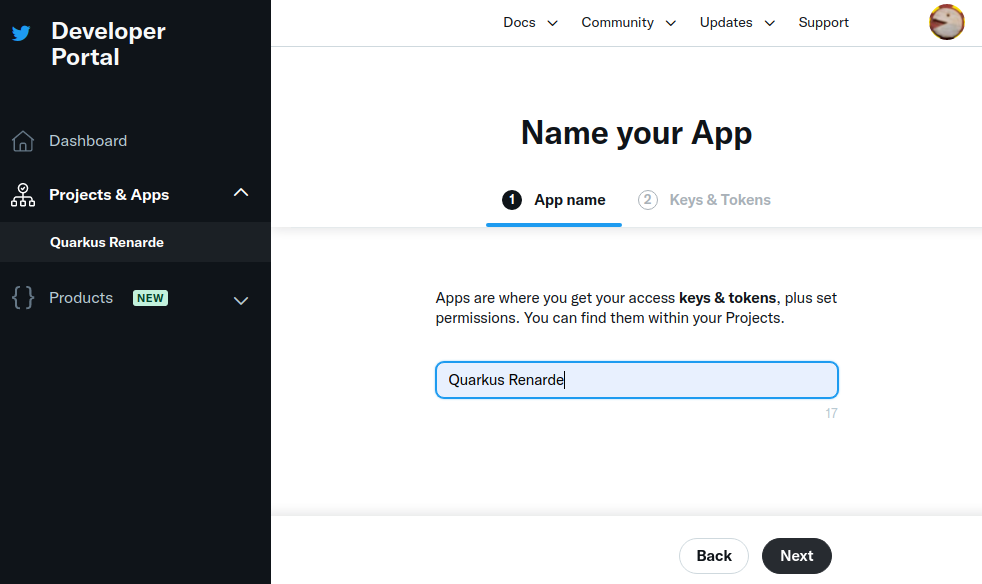 Developer
Portal
Docs
Community
Updates
Support
Dashboard
Projects & Apps
Quarkus Renarde
Products NEW
Name your App
1 App name
2 Keys & Tokens
Apps are where you get your access keys & tokens, plus set
permissions. You can find them within your Projects.
Quarkus Renarde
17
Back
Next